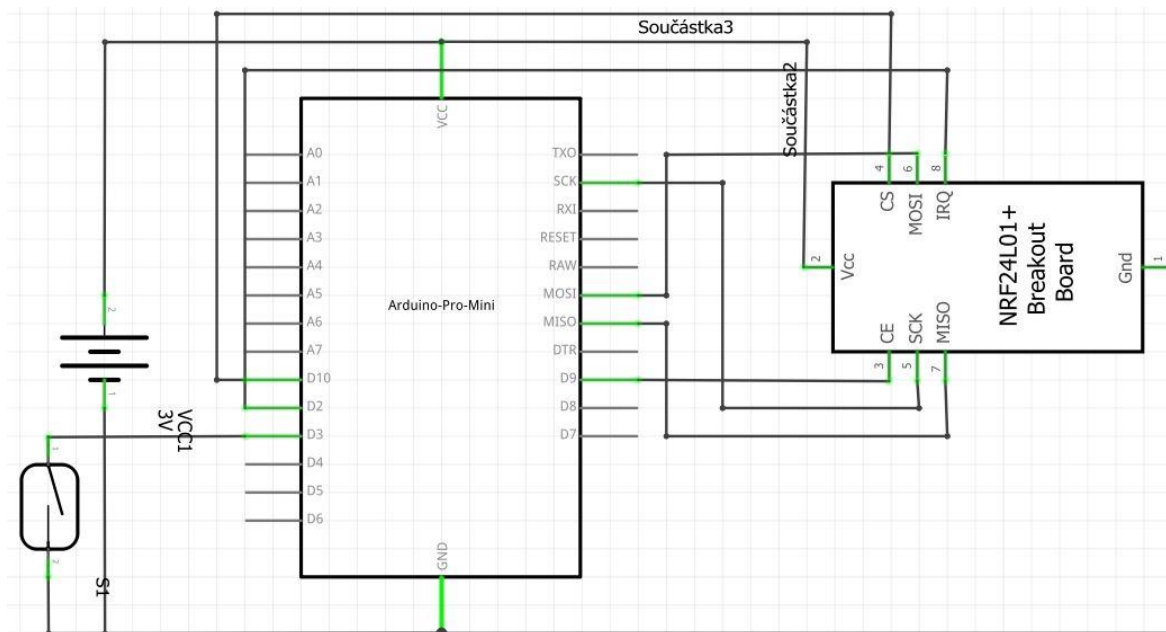 Součástka3
Součástka2
VCC
A0
A1
A2
A3
A4
A5
A6
A7
D10
D2
D3
D4
D5
D6
TXO
SCK
RXI
RESET
RAW
MOSI
MISO
DTR
D9
D8
D7
Arduino-Pro-Mini
GND
4
6
8
CS
MOSI
IRQ
2
Vcc
NRF24L01+
Breakout
Board
Gnd
1
CE
SCK
MISO
3
5
7
2
1
VCC1
3V
1
2
S1